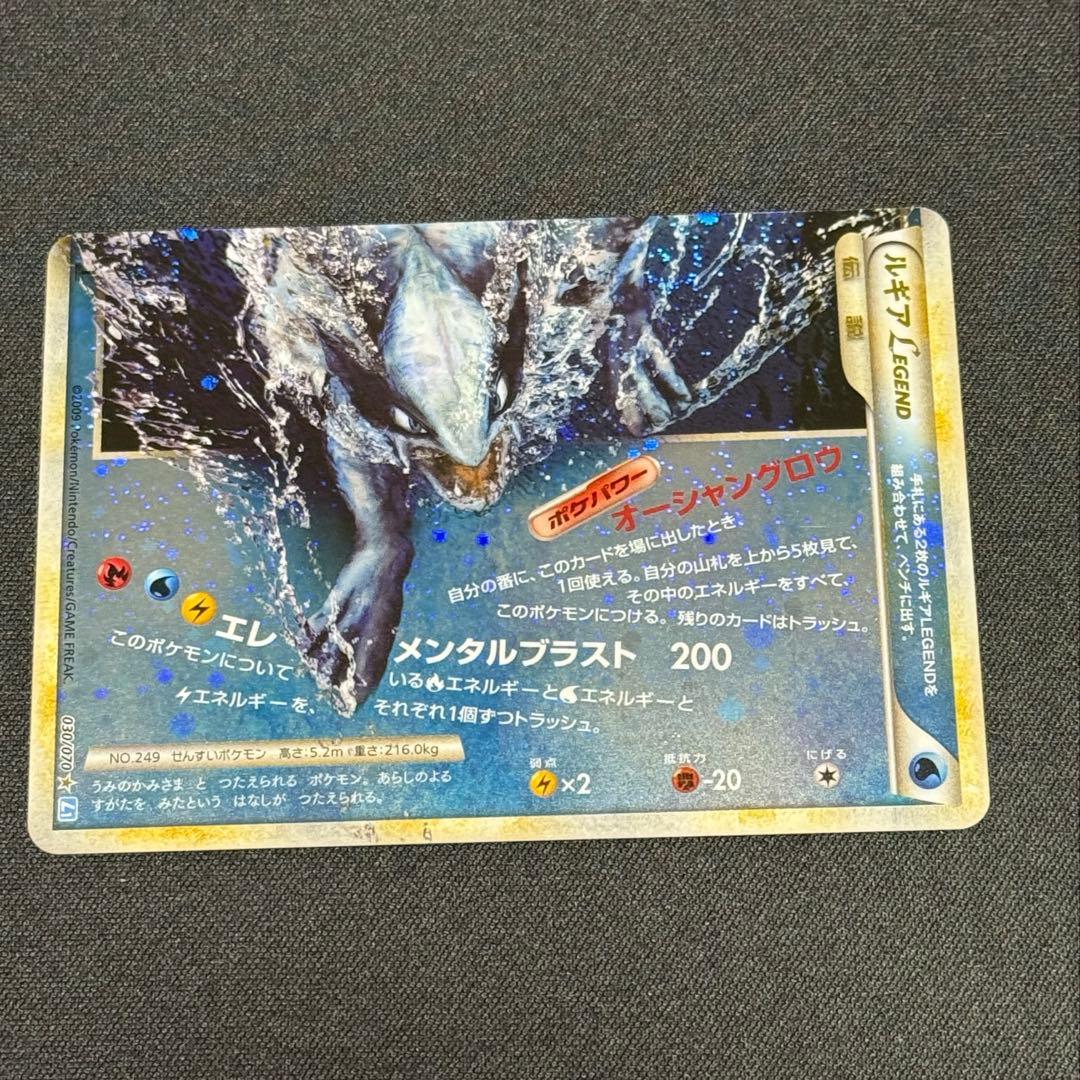 ルギア LEGEND
伝説
手札にある2枚のルギアLEGENDを
組み合わせて、ベンチに出す。
ポケパワー
オーシャングロウ
自分の番に、このカードを場に出したとき、
1回使える。自分の山札を上から5枚見て、
その中のエネルギーをすべて、
このポケモンにつける。残りのカードはトラッシュ。
エレメンタルブラスト 200
このポケモンについているエネルギーとエネルギーと
エネルギーを、それぞれ1個ずつトラッシュ。
NO.249 せんすいポケモン 高さ:5.2m 重さ:216.0kg
うみのかみさま と つたえられる ポケモン。あらしのよる
すがたを みたという はなしが つたえられる。
弱点
×2
抵抗力
-20
にげる
©2009 Pokémon/Nintendo/Creatures/GAME FREAK.
030/070
L1